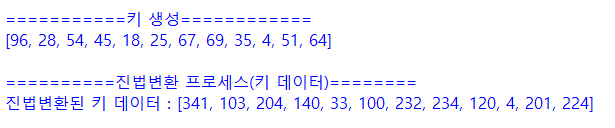 ===========키 생성============
[96, 28, 54, 45, 18, 25, 67, 69, 35, 4, 51, 64]
==========진법변환 프로세스(키 데이터)========
진법변환된 키 데이터 : [341, 103, 204, 140, 33, 100, 232, 234, 120, 4, 201, 224]